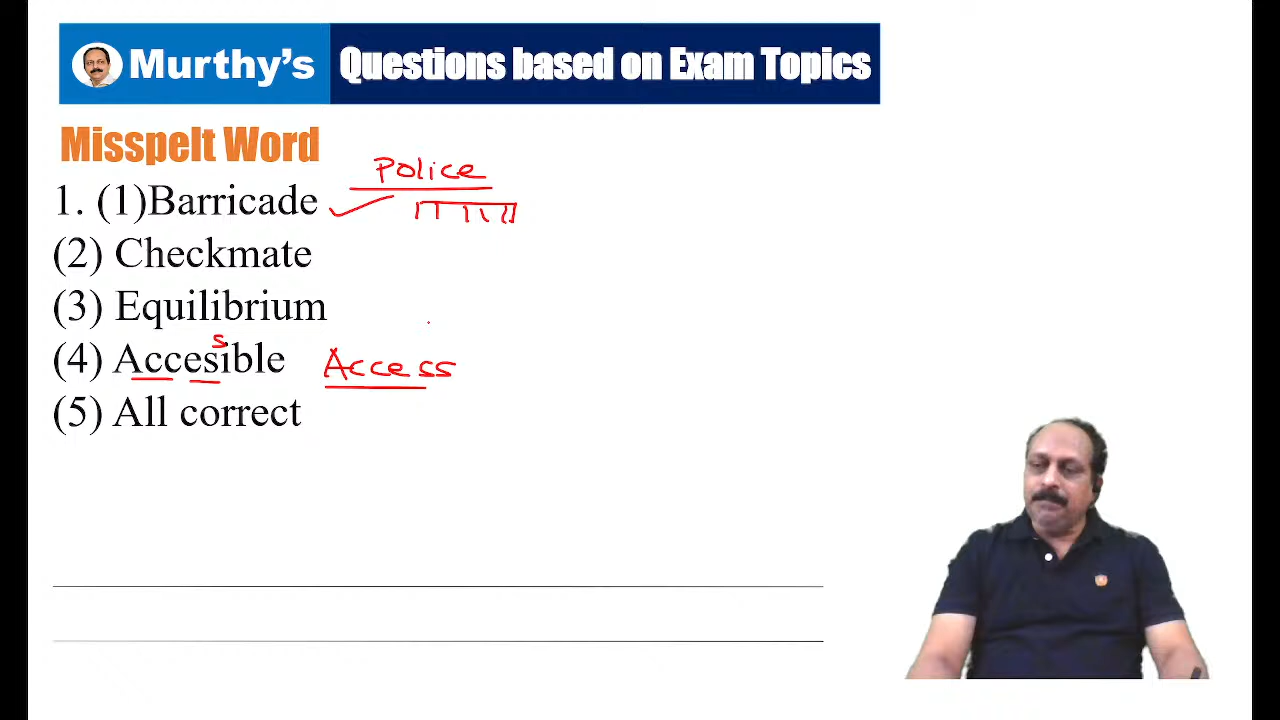 Murthy's Questions based on Exam Topics
Misspelt Word
Police
1. (1)Barricade
(2) Checkmate
(3) Equilibrium
s
(4) Accesible Access
(5) All correct